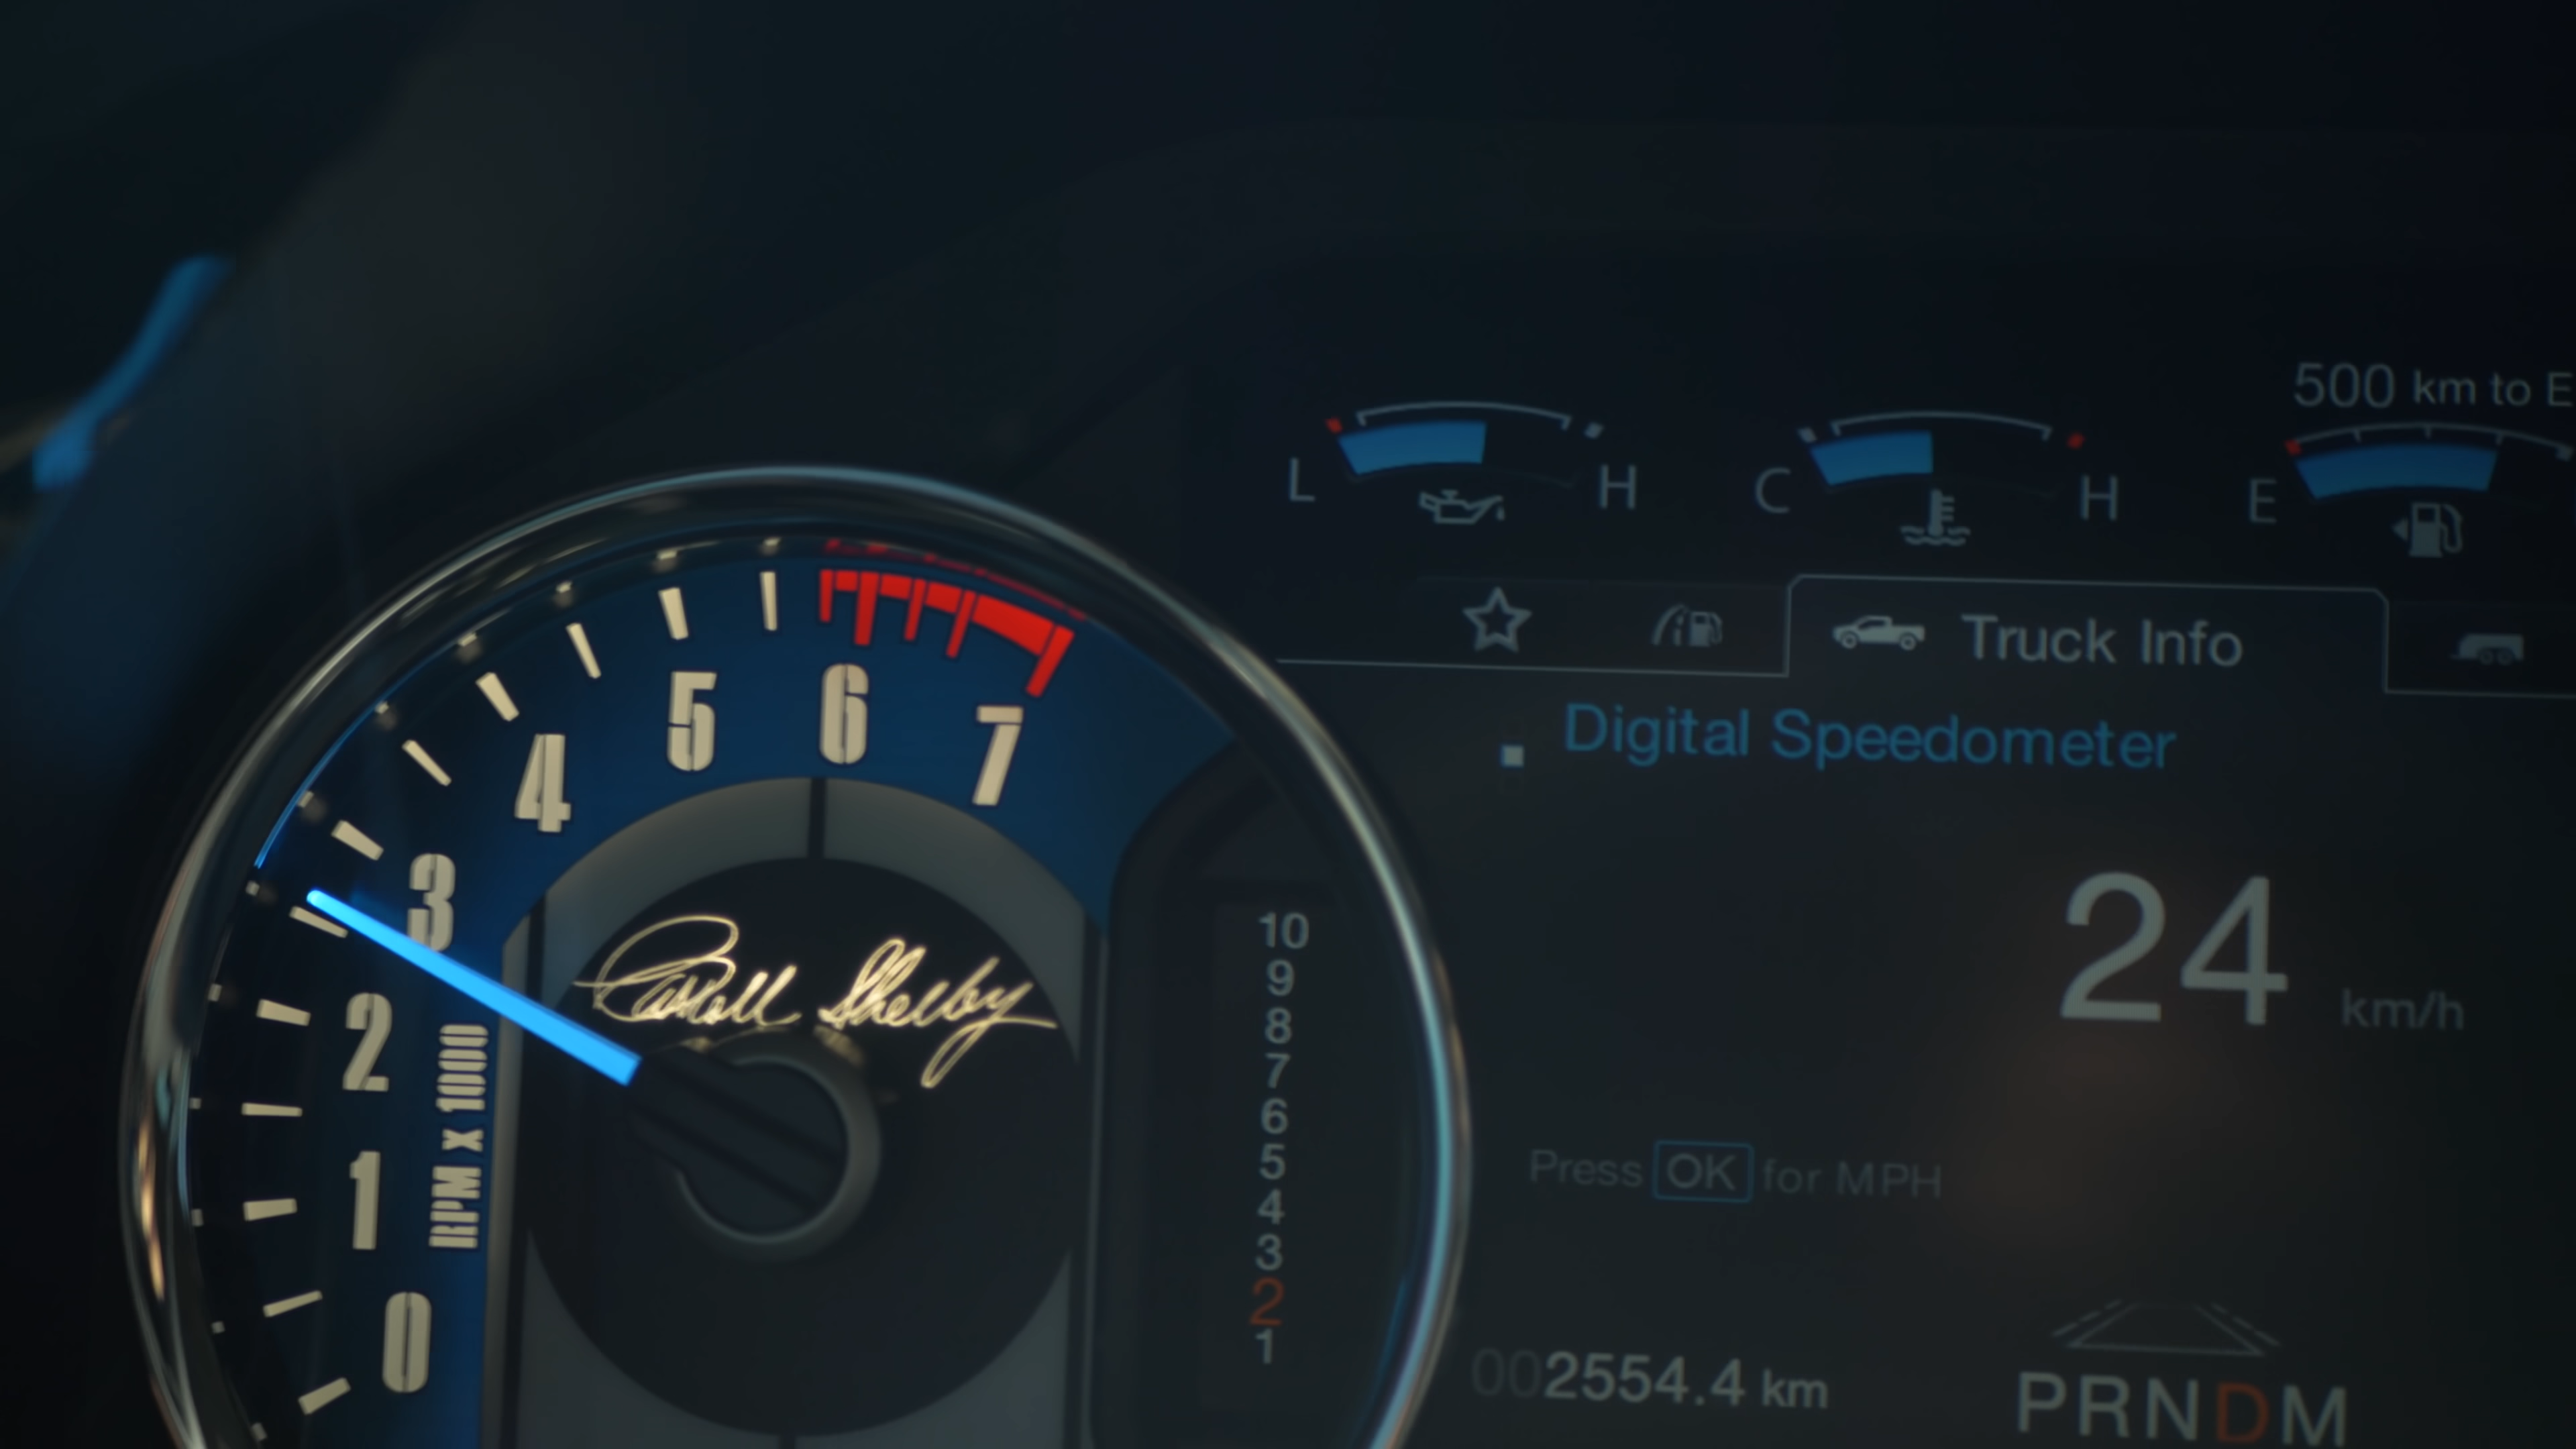 500 km to E
L H
C H
E
Truck Info
Digital Speedometer
24 km/h
Press OK for MPH
002554.4 km
PRNDM
10
9
8
7
6
5
4
3
2
1
Carroll Shelby
0
1
2
3
4
5
6
7
RPM x 1000